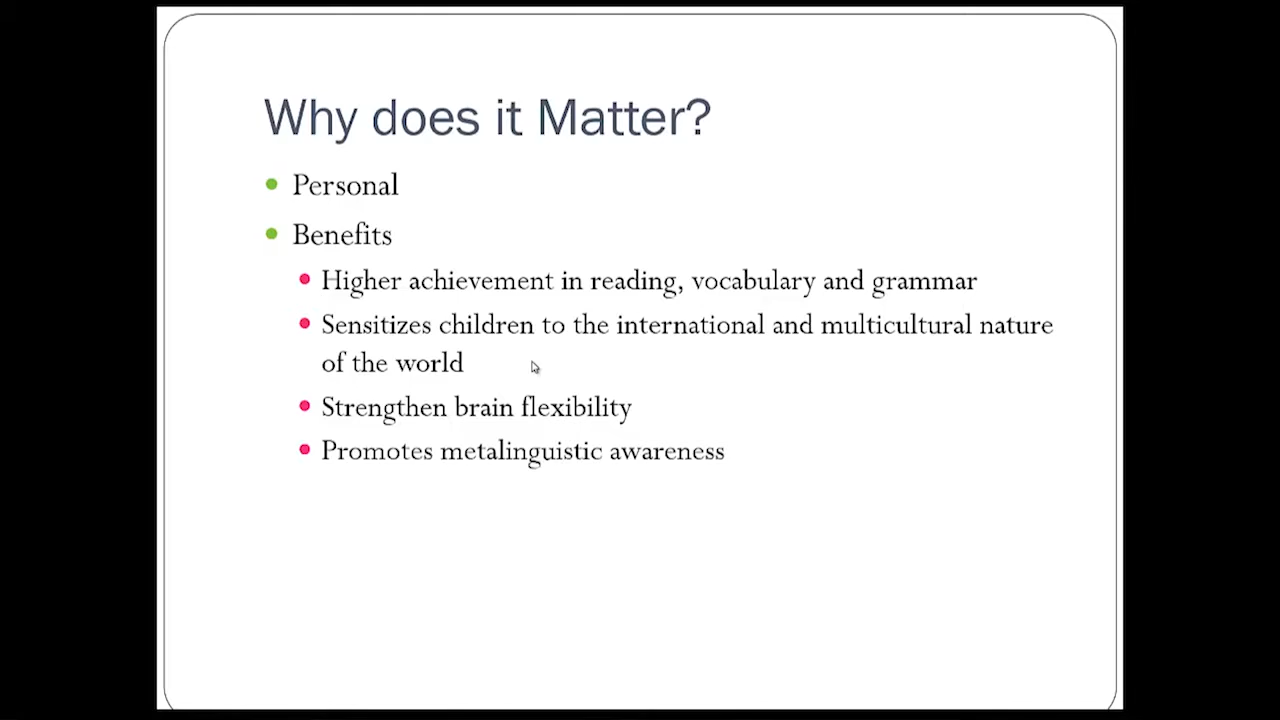 Why does it Matter?
Personal
Benefits
Higher achievement in reading, vocabulary and grammar
Sensitizes children to the international and multicultural nature
of the world
Strengthen brain flexibility
Promotes metalinguistic awareness